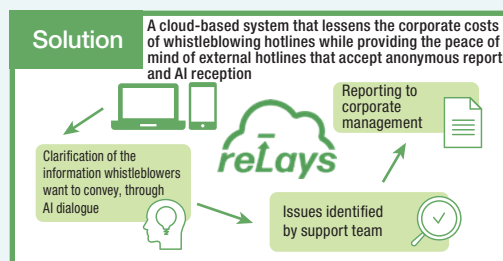 Solution
A cloud-based system that lessens the corporate costs
of whistleblowing hotlines while providing the peace of
mind of external hotlines that accept anonymous report
and AI reception
Reporting to
corporate
management
reLays
Clarification of the
information whistleblowers
want to convey, through
AI dialogue
Issues identified
by support team